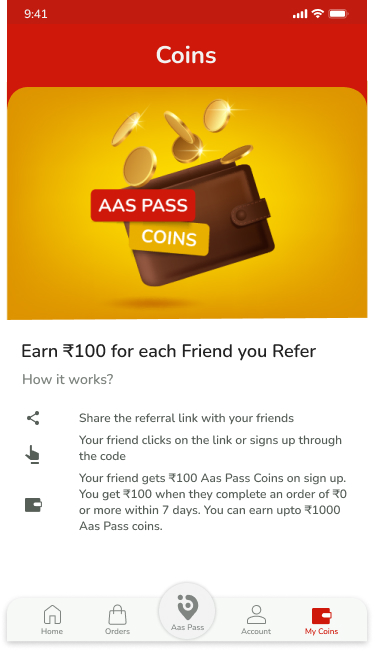 9:41
Coins
AAS PASS
COINS
Earn ₹100 for each Friend you Refer
How it works?
Share the referral link with your friends
Your friend clicks on the link or signs up through
the code
Your friend gets ₹100 Aas Pass Coins on sign up.
You get ₹100 when they complete an order of ₹0
or more within 7 days. You can earn upto ₹1000
Aas Pass coins.
Home
Orders
Aas Pass
Account
My Coins